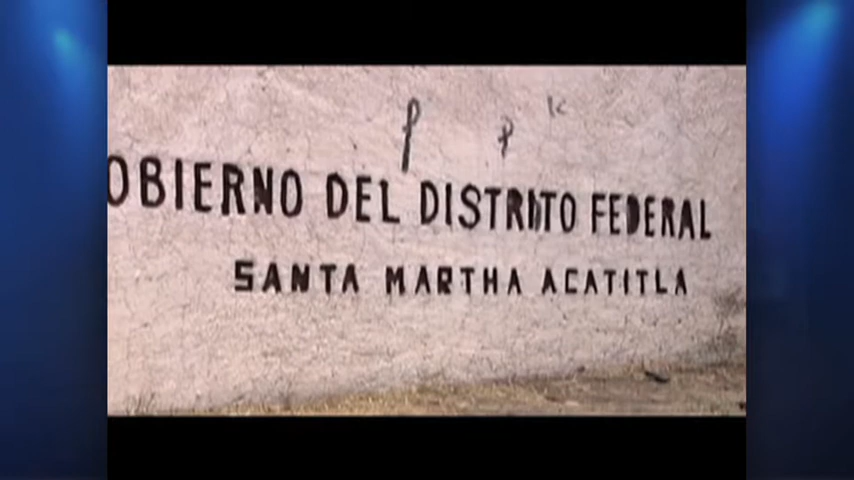 OBIERNO DEL DISTRITO FEDERAL
SANTA MARTHA ACATITLA